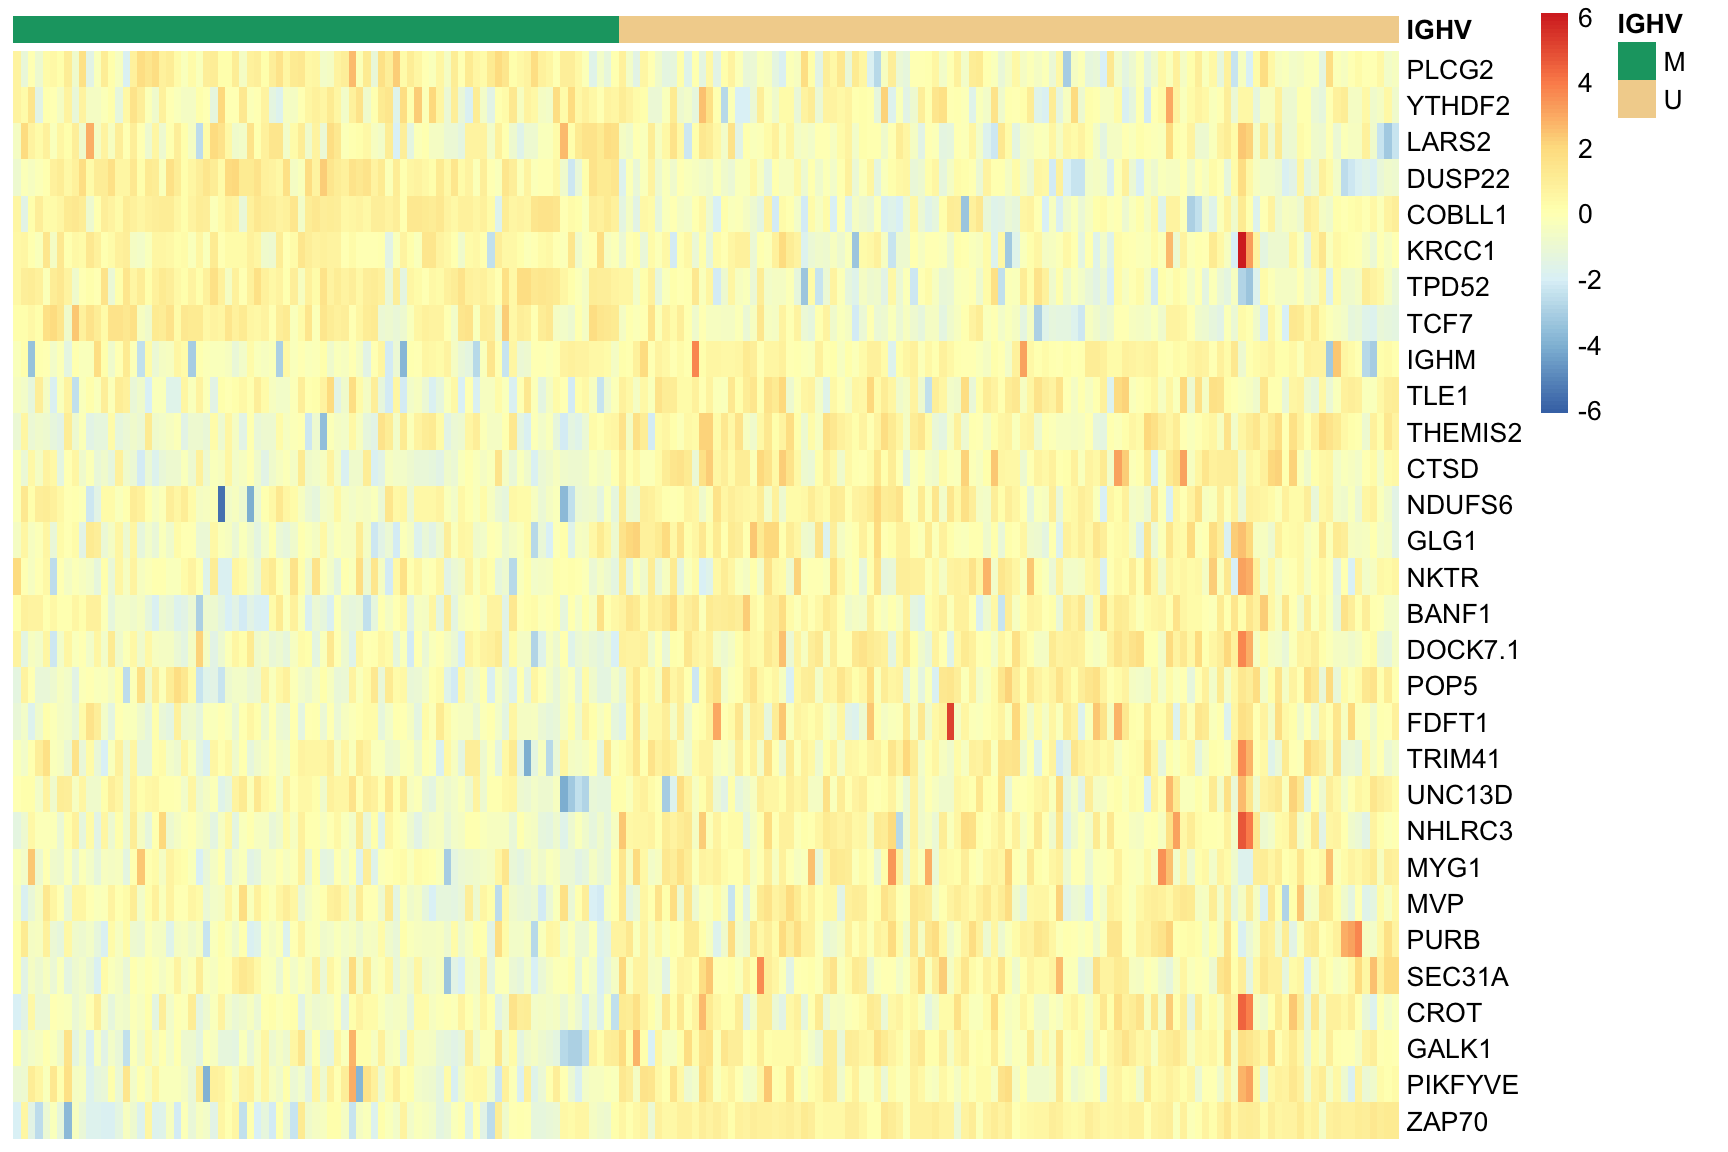 IGHV
PLCG2
YTHDF2
LARS2
DUSP22
COBLL1
KRCC1
TPD52
TCF7
IGHM
TLE1
THEMIS2
CTSD
NDUFS6
GLG1
NKTR
BANF1
DOCK7.1
POP5
FDFT1
TRIM41
UNC13D
NHLRC3
MYG1
MVP
PURB
SEC31A
CROT
GALK1
PIKFYVE
ZAP70
6
4
2
0
-2
-4
-6
IGHV
M
U